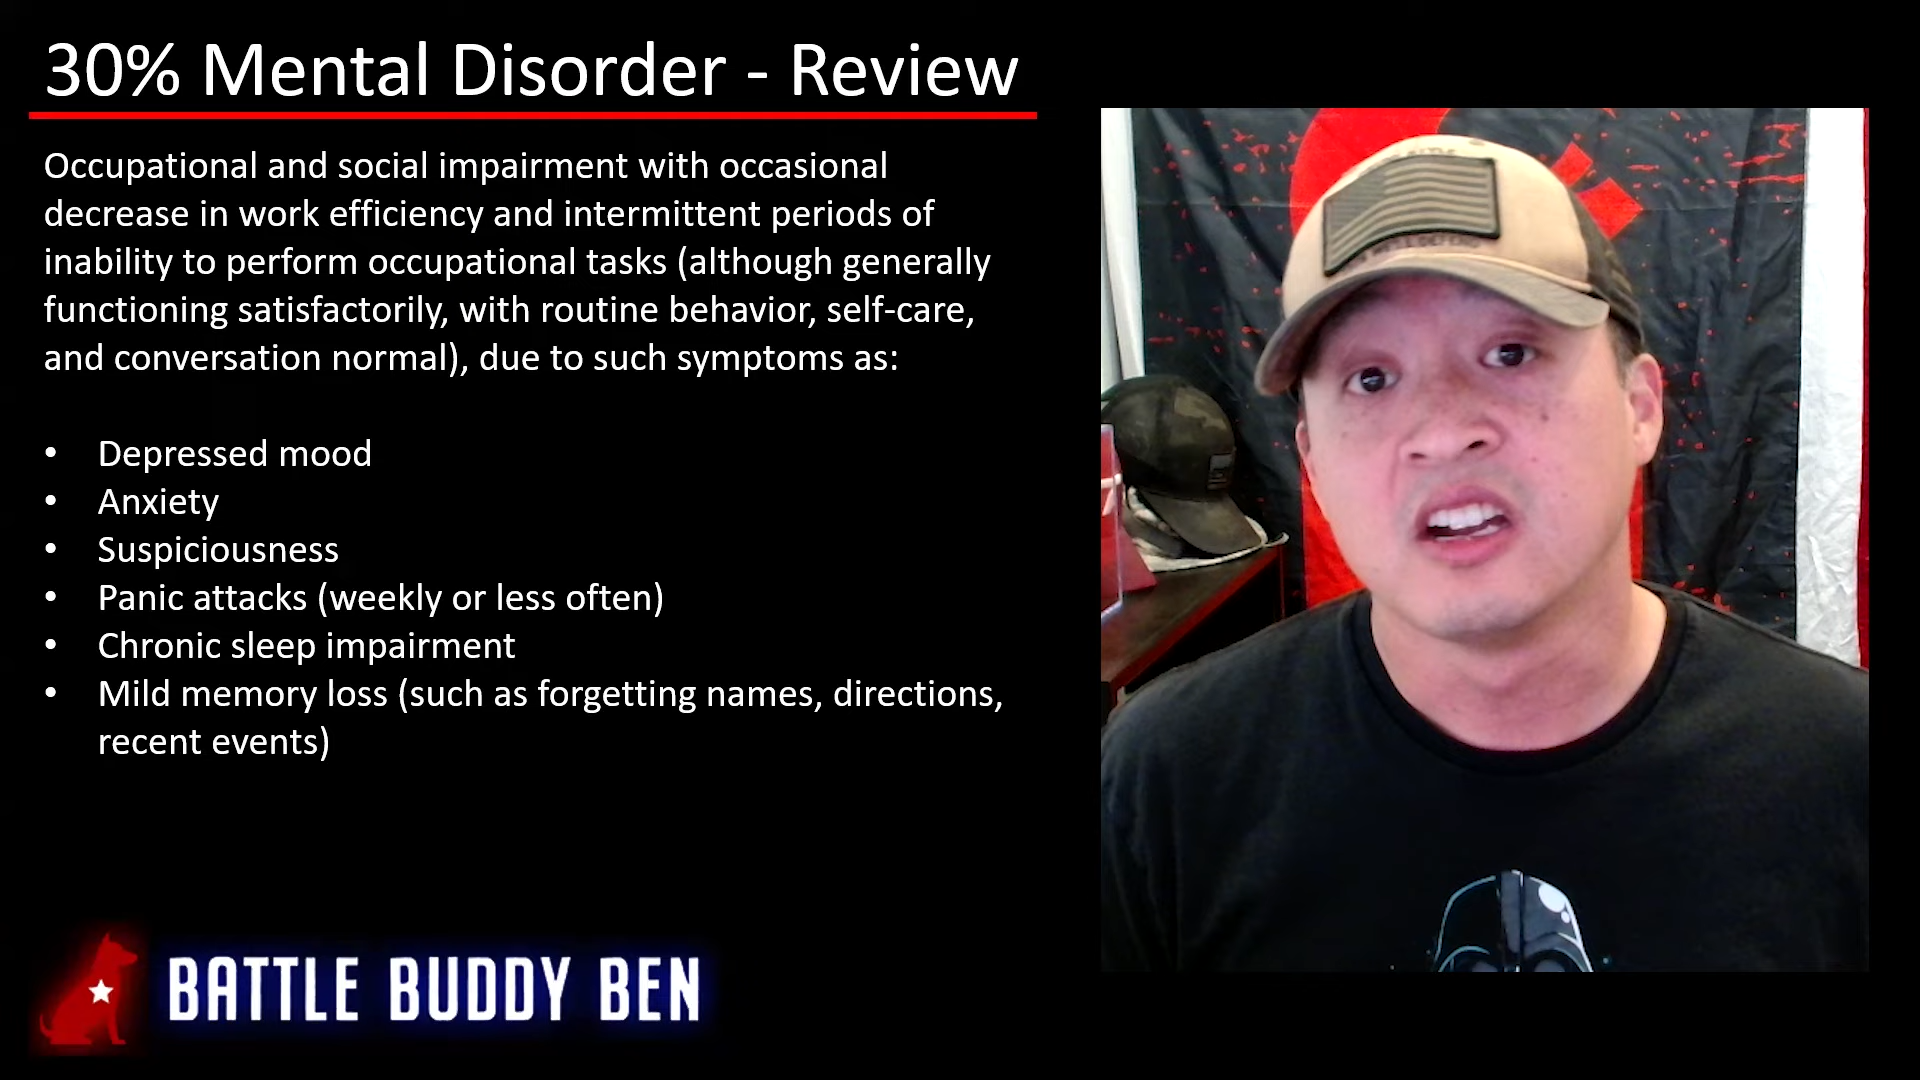 30% Mental Disorder - Review
Occupational and social impairment with occasional
decrease in work efficiency and intermittent periods of
inability to perform occupational tasks (although generally
functioning satisfactorily, with routine behavior, self-care,
and conversation normal), due to such symptoms as:
• Depressed mood
• Anxiety
• Suspiciousness
• Panic attacks (weekly or less often)
• Chronic sleep impairment
• Mild memory loss (such as forgetting names, directions,
recent events)
BATTLE BUDDY BEN